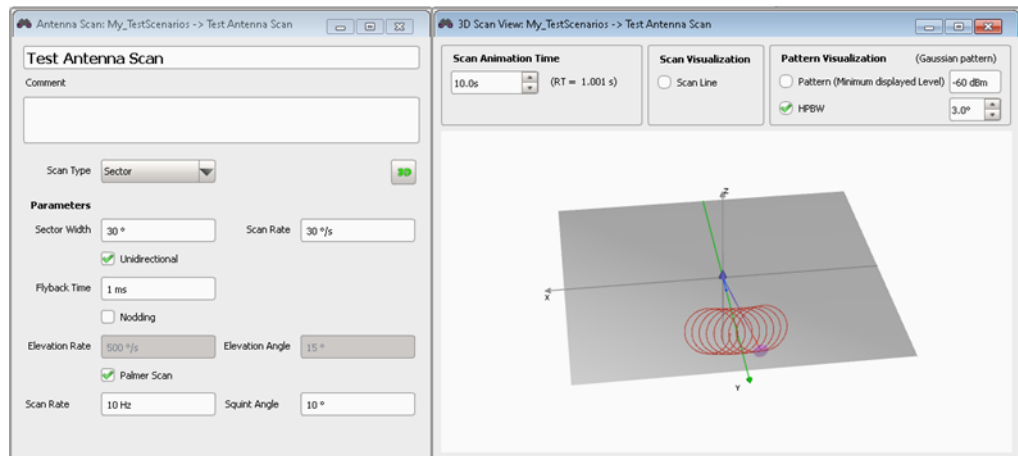 Antenna Scan: My_TestScenarios -> Test Antenna Scan
Test Antenna Scan
Comment
Scan Type Sector 3D
Parameters
Sector Width 30 ° Scan Rate 30 °/s
Unidirectional
Flyback Time 1 ms
Nodding
Elevation Rate 500 °/s Elevation Angle 15 °
Palmer Scan
Scan Rate 10 Hz Squint Angle 10 °
3D Scan View: My_TestScenarios -> Test Antenna Scan
Scan Animation Time
10.0s (RT = 1.001 s)
Scan Visualization
Scan Line
Pattern Visualization (Gaussian pattern)
Pattern (Minimum displayed Level) -60 dBm
HPBW 3.0°
Z
X
Y